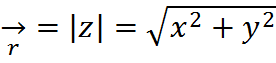 → = |z| = √x² + y²
r